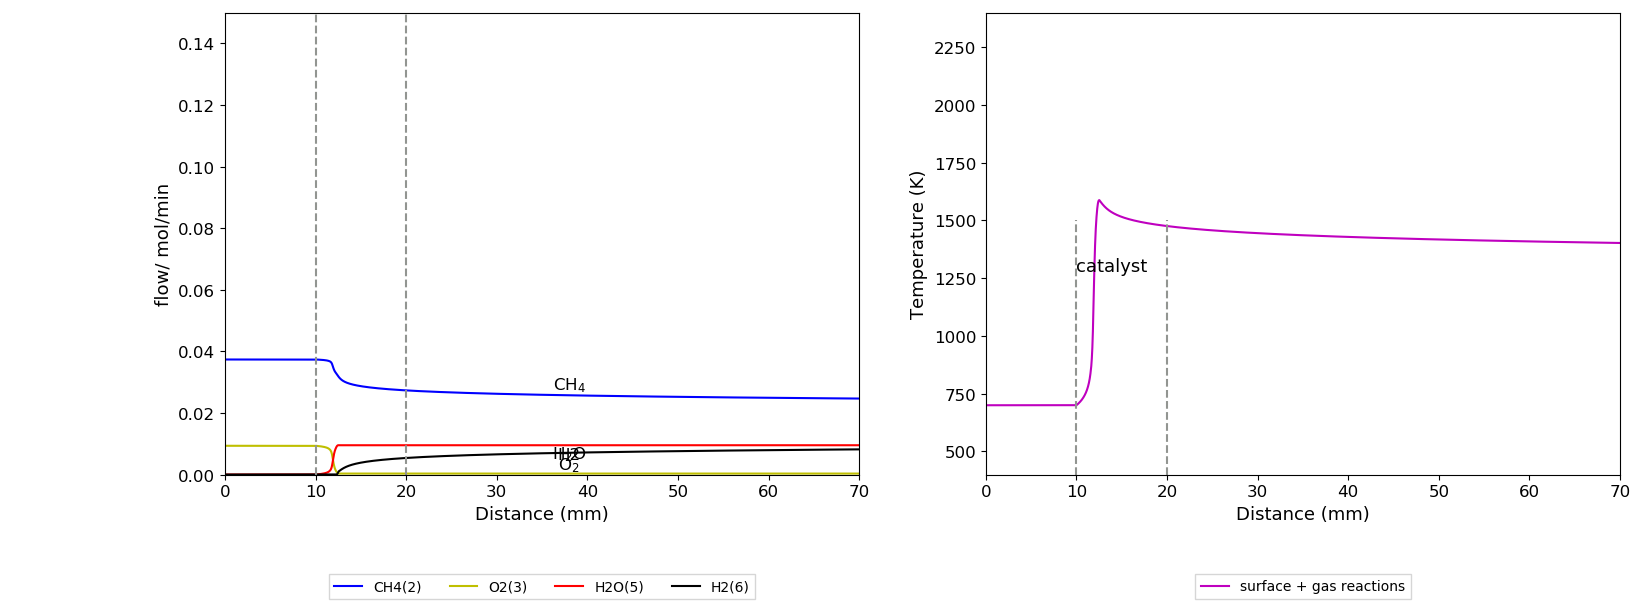 flow/ mol/min
0.14
0.12
0.10
0.08
0.06
0.04
0.02
0.00
CH4
H2O
H2
O2
0 10 20 30 40 50 60 70
Distance (mm)
CH4(2) O2(3) H2O(5) H2(6)
Temperature (K)
2250
2000
1750
1500
1250
1000
750
500
catalyst
0 10 20 30 40 50 60 70
Distance (mm)
surface + gas reactions